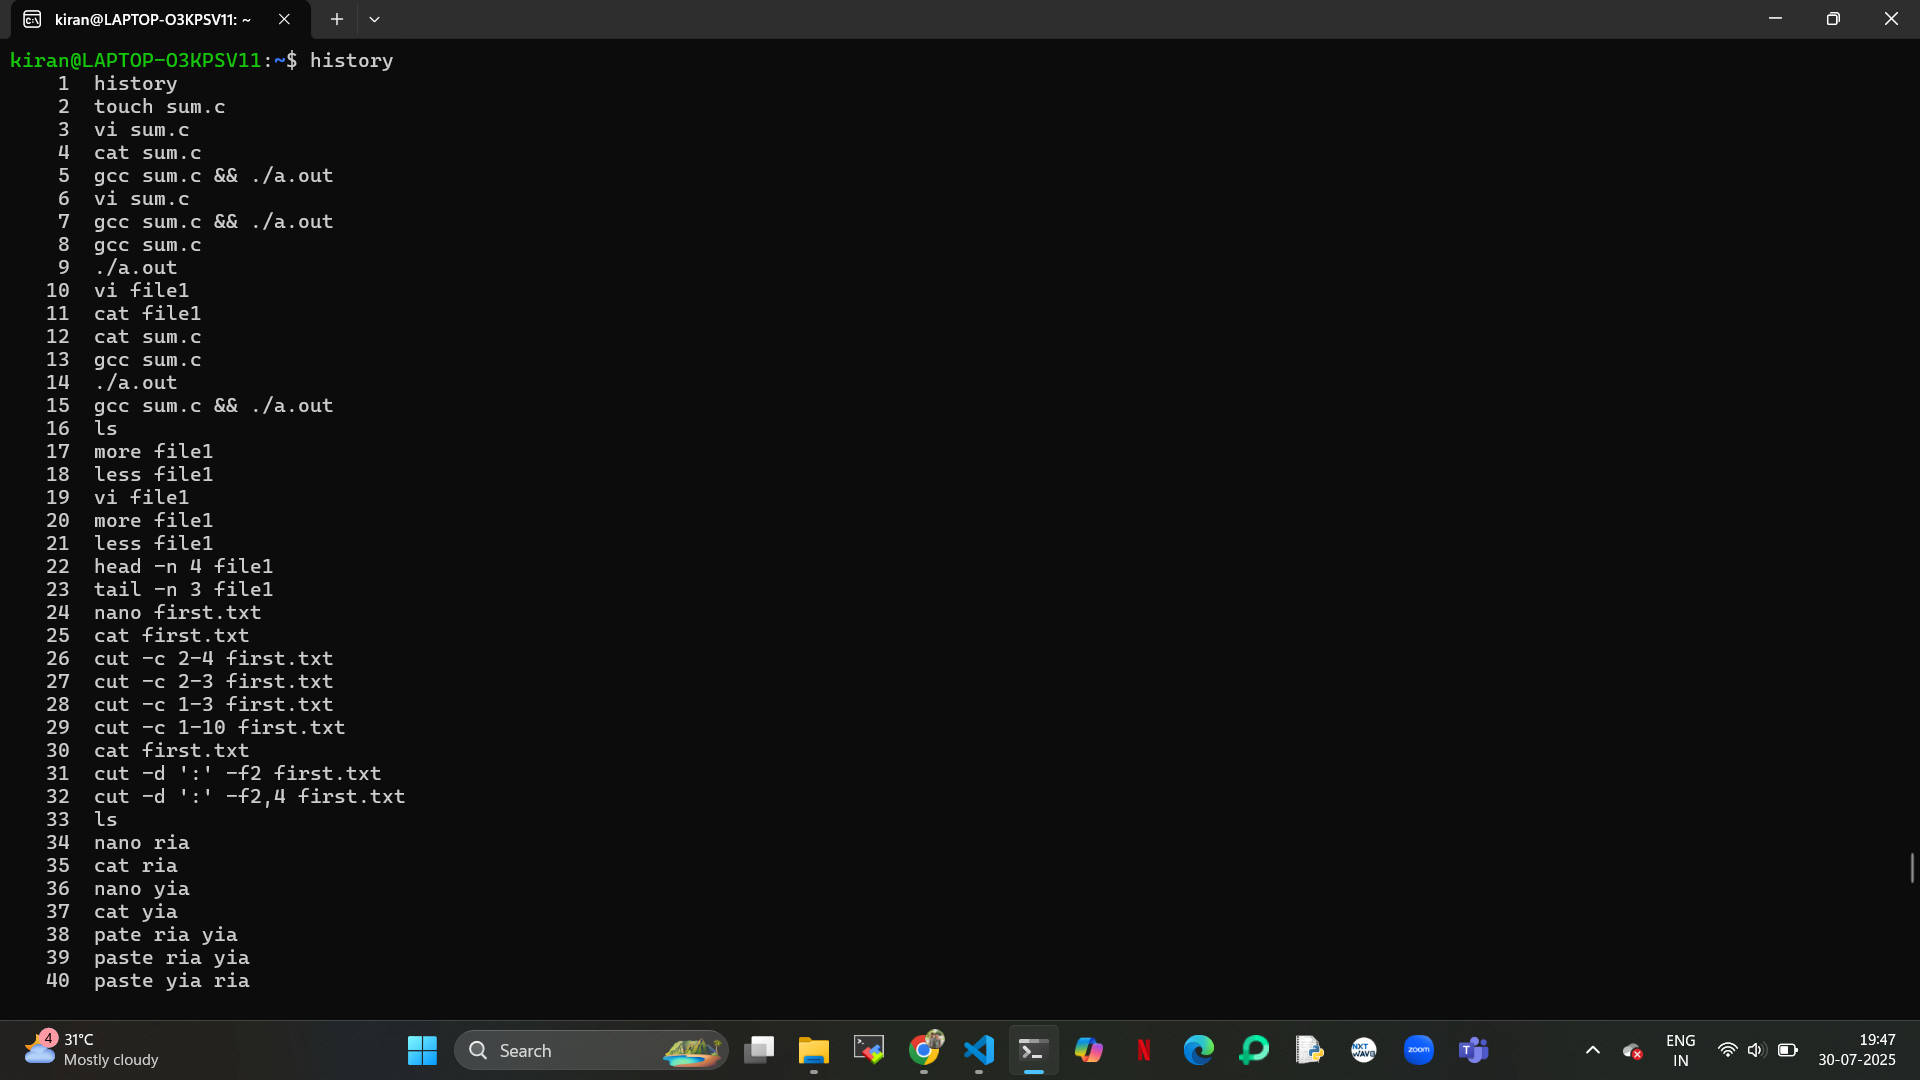 kiran@LAPTOP-O3KPSV11: ~
kiran@LAPTOP-O3KPSV11:~$ history
1 history
2 touch sum.c
3 vi sum.c
4 cat sum.c
5 gcc sum.c && ./a.out
6 vi sum.c
7 gcc sum.c && ./a.out
8 gcc sum.c
9 ./a.out
10 vi file1
11 cat file1
12 cat sum.c
13 gcc sum.c
14 ./a.out
15 gcc sum.c && ./a.out
16 ls
17 more file1
18 less file1
19 vi file1
20 more file1
21 less file1
22 head -n 4 file1
23 tail -n 3 file1
24 nano first.txt
25 cat first.txt
26 cut -c 2-4 first.txt
27 cut -c 2-3 first.txt
28 cut -c 1-3 first.txt
29 cut -c 1-10 first.txt
30 cat first.txt
31 cut -d ':' -f2 first.txt
32 cut -d ':' -f2,4 first.txt
33 ls
34 nano ria
35 cat ria
36 nano yia
37 cat yia
38 pate ria yia
39 paste ria yia
40 paste yia ria
4
31°C
Mostly cloudy
Search
N
NXT WAVE
zoom
T
ENG
IN
19:47
30-07-2025